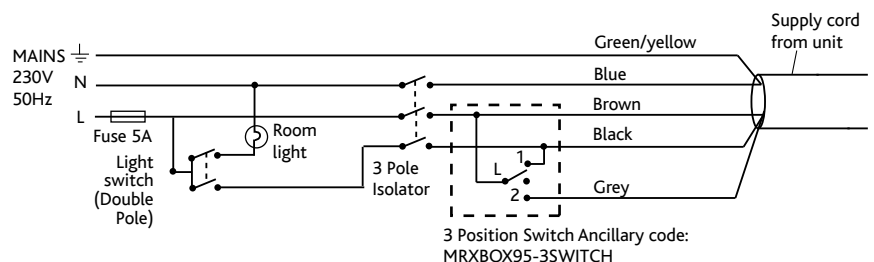 Supply cord
from unit
Green/yellow
MAINS
230V
50Hz
N
Blue
Brown
L
Fuse 5A
Room
light
Black
Light
switch
(Double
Pole)
3 Pole
Isolator
L
1
2
Grey
3 Position Switch Ancillary code:
MRXBOX95-3SWITCH